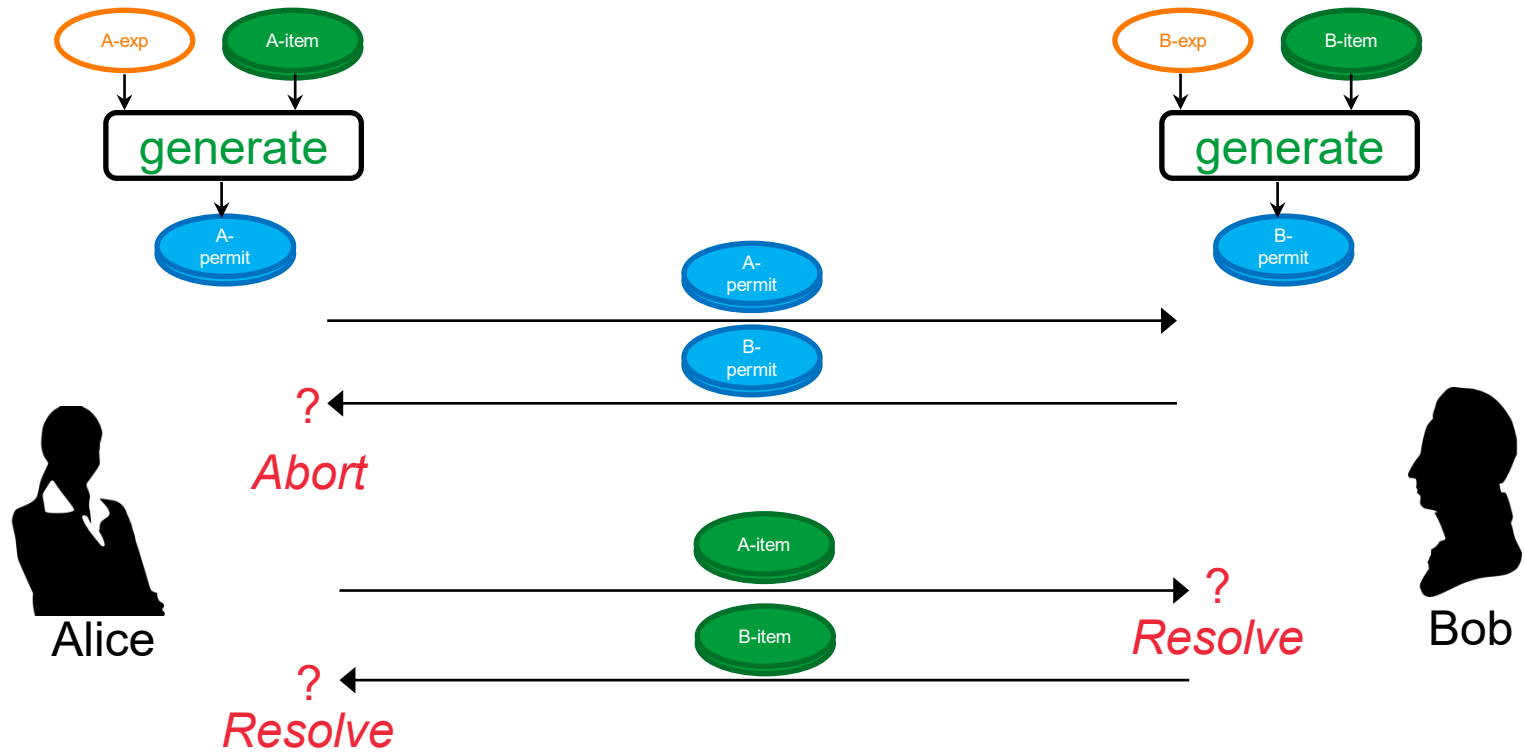 A-exp
A-item
B-exp
B-item
generate
generate
A-
permit
B-
permit
A-
permit
B-
permit
?
Abort
A-item
?
Resolve
B-item
?
Resolve
Alice
Bob